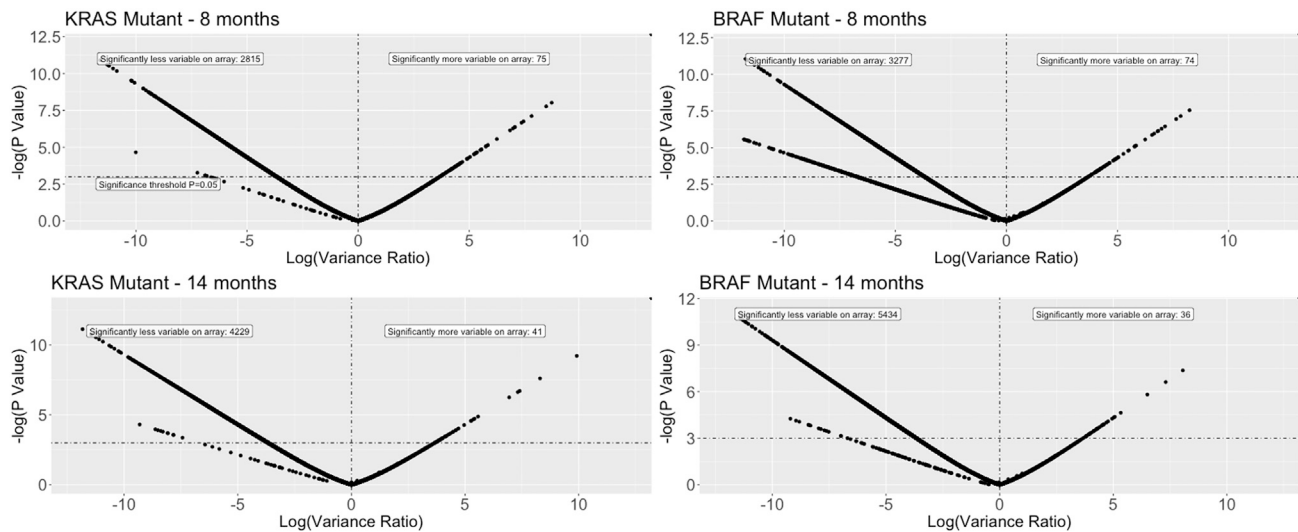 KRAS Mutant - 8 months
12.5
10.0
7.5
5.0
2.5
0.0
-log(P Value)
Significantly less variable on array: 2815
Significantly more variable on array: 75
Significance threshold P=0.05
-10
-5
0
5
10
Log(Variance Ratio)
BRAF Mutant - 8 months
12.5
10.0
7.5
5.0
2.5
0.0
-log(P Value)
Significantly less variable on array: 3277
Significantly more variable on array: 74
-10
-5
0
5
10
Log(Variance Ratio)
KRAS Mutant - 14 months
10
5
0
-log(P Value)
Significantly less variable on array: 4229
Significantly more variable on array: 41
-10
-5
0
5
10
Log(Variance Ratio)
BRAF Mutant - 14 months
12
9
6
3
0
-log(P Value)
Significantly less variable on array: 5434
Significantly more variable on array: 36
-10
-5
0
5
10
Log(Variance Ratio)